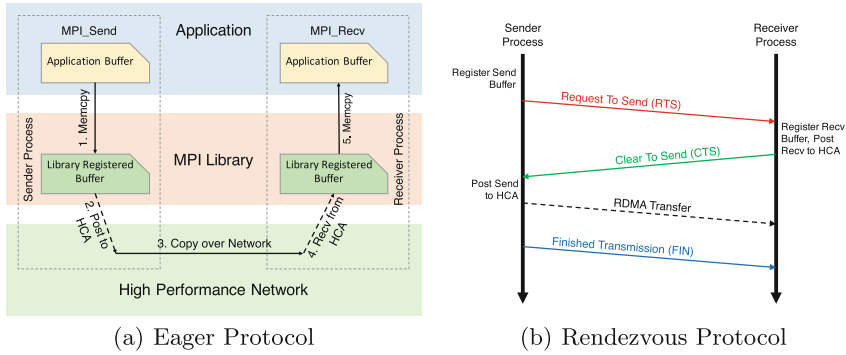 Application
MPI_Send
MPI_Recv
Application Buffer
Application Buffer
1. Memcpy
5. Memcpy
Sender Process
MPI Library
Receiver Process
Library Registered
Buffer
Library Registered
Buffer
2. Post to
HCA
3. Copy over Network
4. Recv from
HCA
High Performance Network
(a) Eager Protocol
Sender
Process
Receiver
Process
Register Send
Buffer
Request To Send (RTS)
Register Recv
Buffer, Post
Recv to HCA
Clear To Send (CTS)
Post Send
to HCA
RDMA Transfer
Finished Transmission (FIN)
(b) Rendezvous Protocol